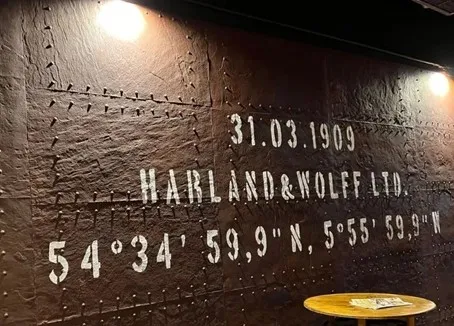 31.03.1909
HARLAND&WOLFF LTD.
54°34' 59,9" N, 5°55' 59,9" N